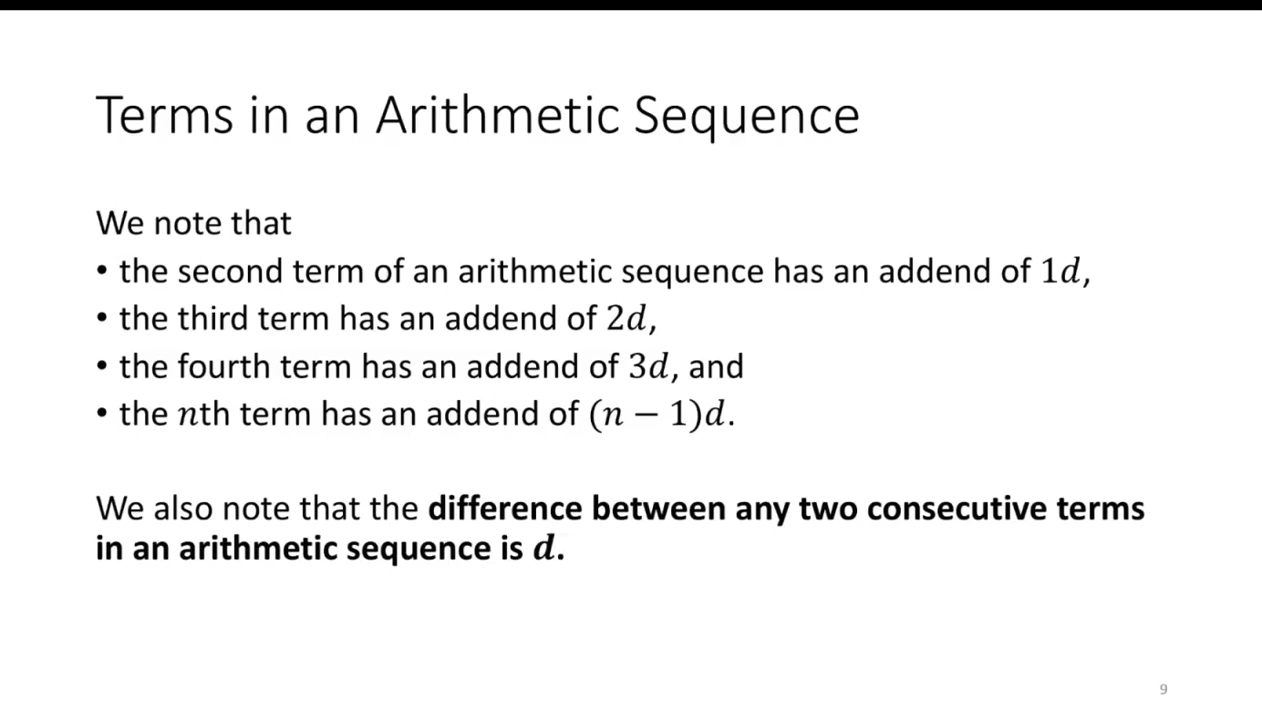 Terms in an Arithmetic Sequence
We note that
• the second term of an arithmetic sequence has an addend of 1d,
• the third term has an addend of 2d,
• the fourth term has an addend of 3d, and
• the nth term has an addend of (n − 1)d.
We also note that the difference between any two consecutive terms
in an arithmetic sequence is d.
9